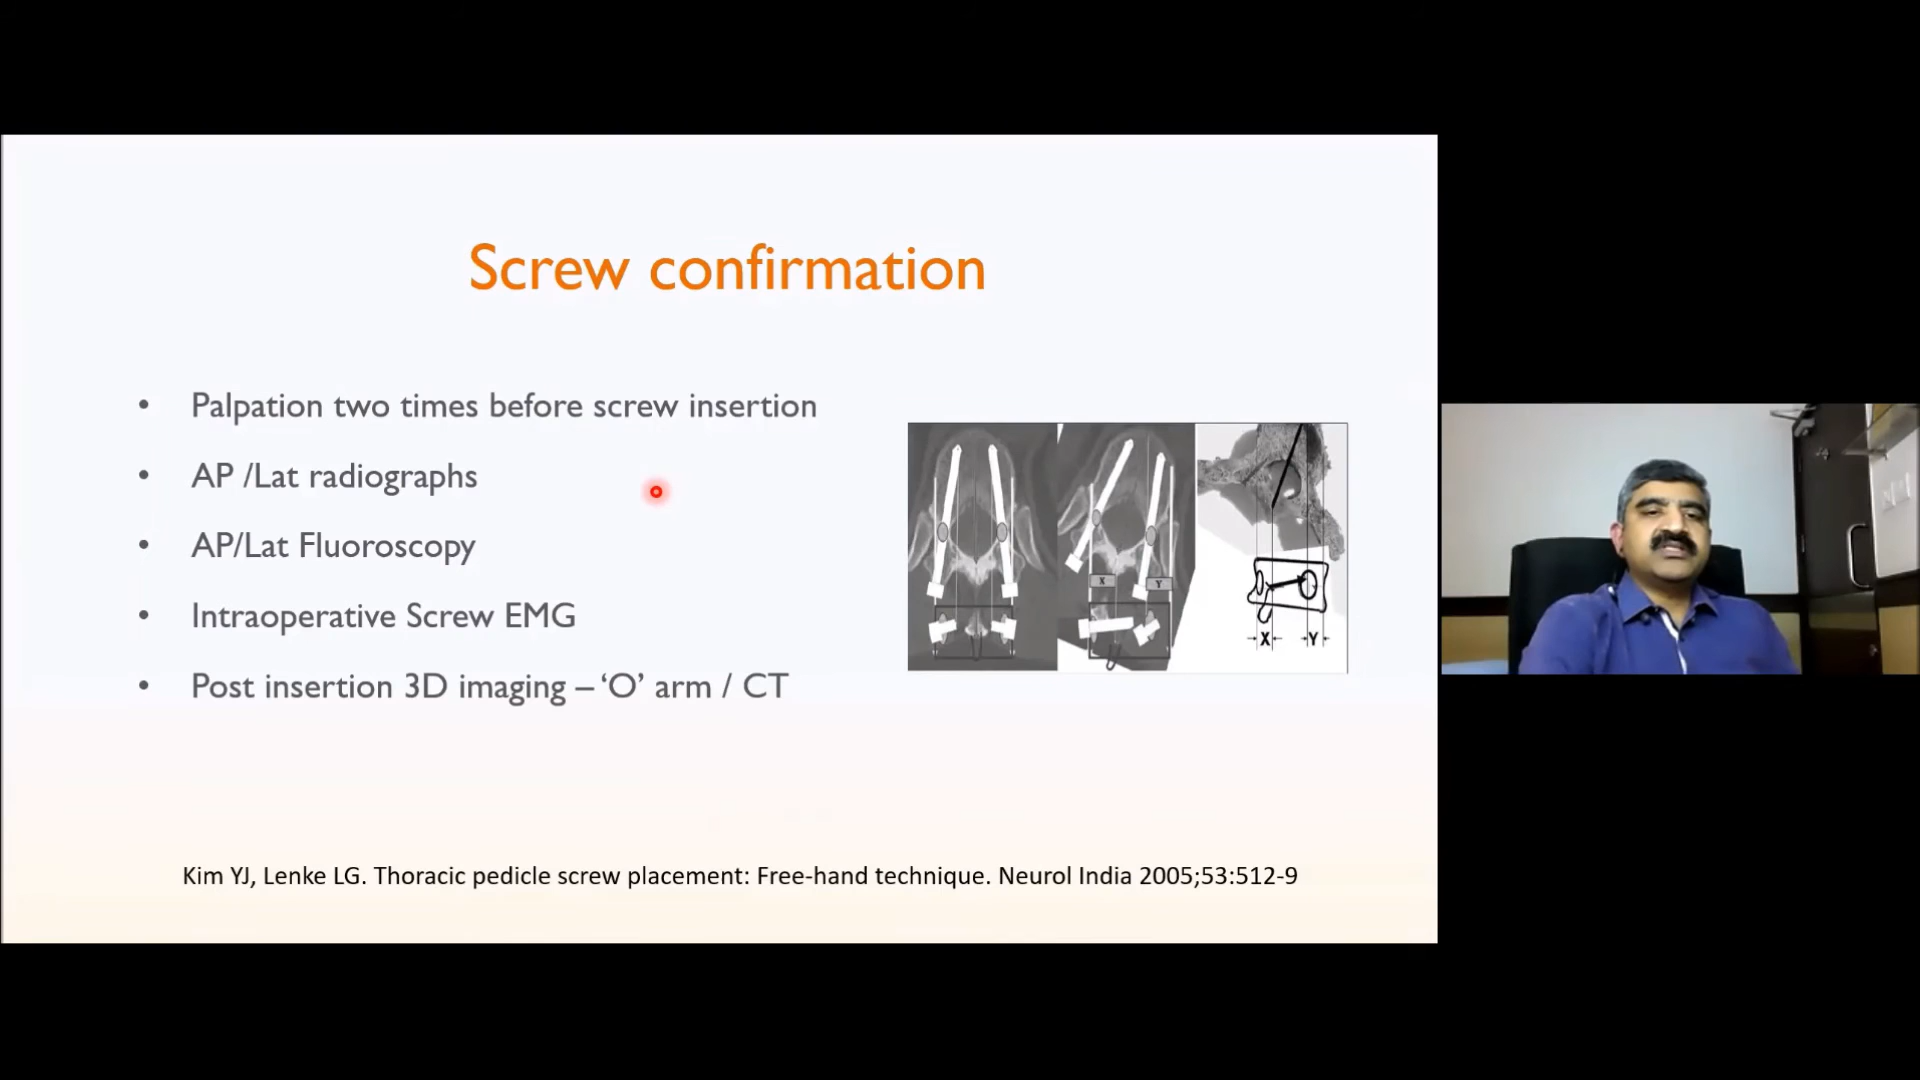 Screw confirmation
• Palpation two times before screw insertion
• AP /Lat radiographs
• AP/Lat Fluoroscopy
• Intraoperative Screw EMG
• Post insertion 3D imaging – ‘O’ arm / CT
X Y
X Y
Kim YJ, Lenke LG. Thoracic pedicle screw placement: Free-hand technique. Neurol India 2005;53:512-9